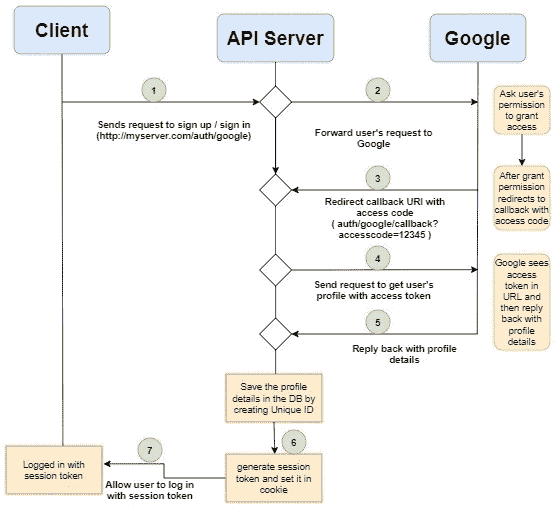 Client
API Server
Google
1
2
Sends request to sign up / sign in
(http://myserver.com/auth/google)
Forward user's request to
Google
Ask user's
permission
to grant
access
3
Redirect callback URI with
access code
( auth/google/callback?
accesscode=12345 )
After grant
permission
redirects to
callback with
access code
4
Send request to get user's
profile with access token
Google sees
access
token in
URL and
then reply
back with
profile
details
5
Reply back with profile
details
Save the profile
details in the DB by
creating Unique ID
6
generate session
token and set it in
cookie
7
Allow user to log in
with session token
Logged in with
session token